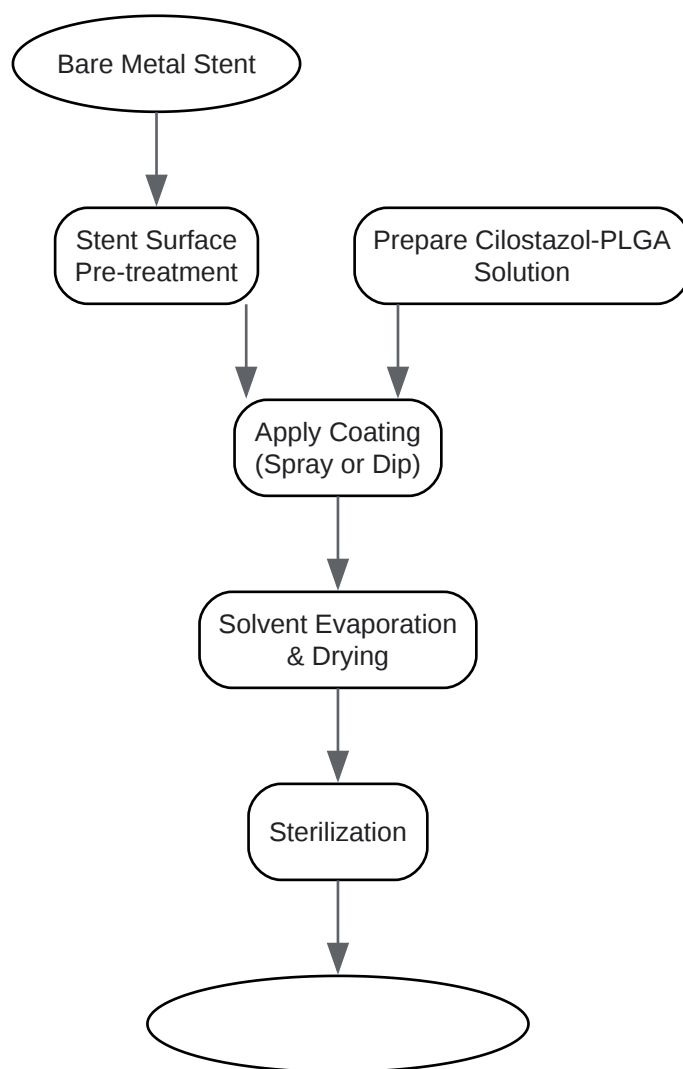 Bare Metal Stent
Stent Surface
Pre-treatment
Prepare Cilostazol-PLGA
Solution
Apply Coating
(Spray or Dip)
Solvent Evaporation
& Drying
Sterilization